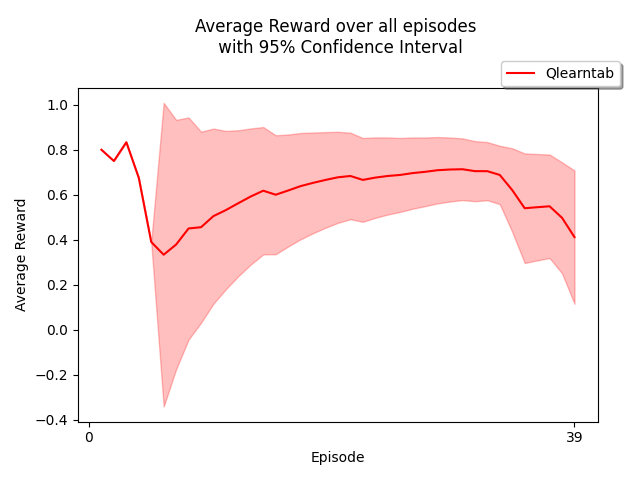 Average Reward over all episodes
with 95% Confidence Interval
Qlearntab
1.0
0.8
0.6
0.4
0.2
0.0
−0.2
−0.4
Average Reward
0
39
Episode